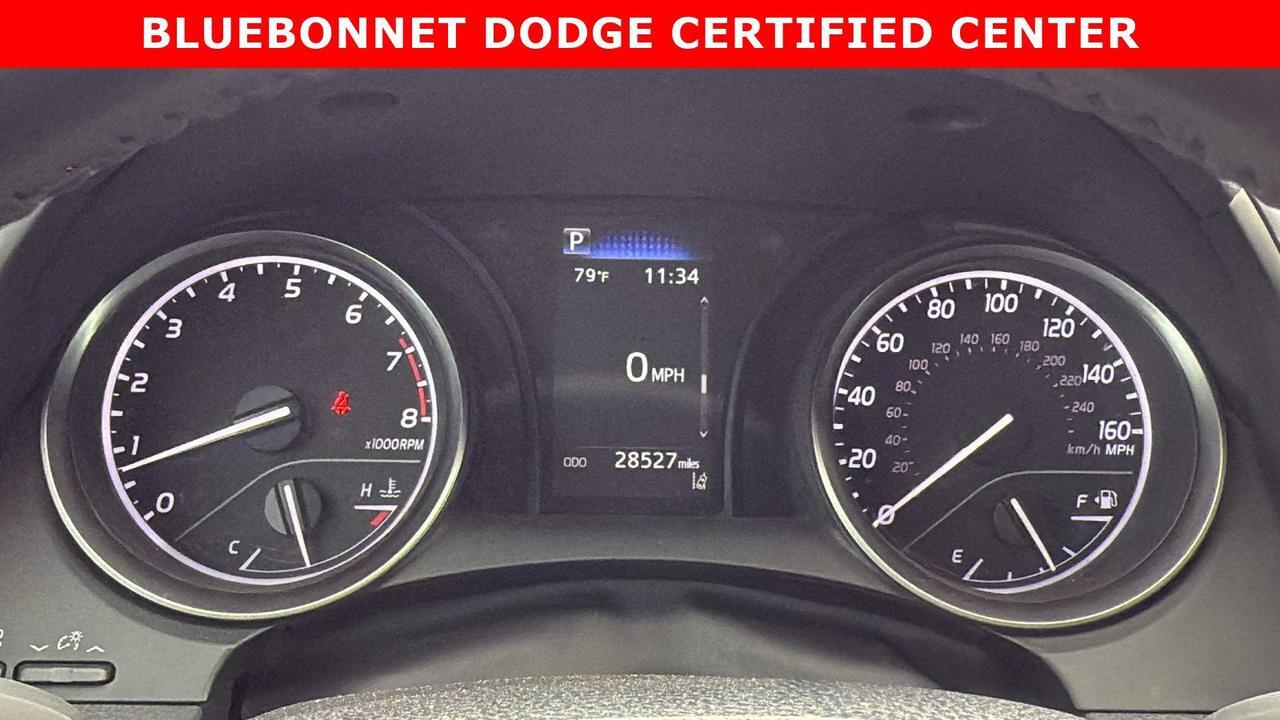 BLUEBONNET DODGE CERTIFIED CENTER
P
79°F 11:34
0 MPH
ODO 28527 miles
0 1 2 3 4 5 6 7 8
x1000RPM
C H
0 20 40 60 80 100 120 140 160
20 40 60 80 100 120 140 160 180 200 220 240
km/h MPH
E F